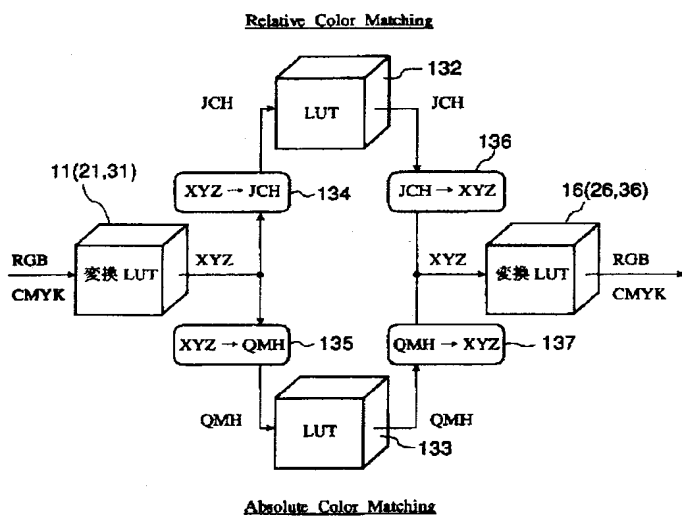 Relative Color Matching
132
JCH
LUT
JCH
136
11(21,31)
XYZ → JCH
134
JCH → XYZ
16(26,36)
RGB
CMYK
変換 LUT
XYZ
XYZ
変換 LUT
RGB
CMYK
XYZ → QMH
135
QMH → XYZ
137
QMH
LUT
QMH
133
Absolute Color Matching